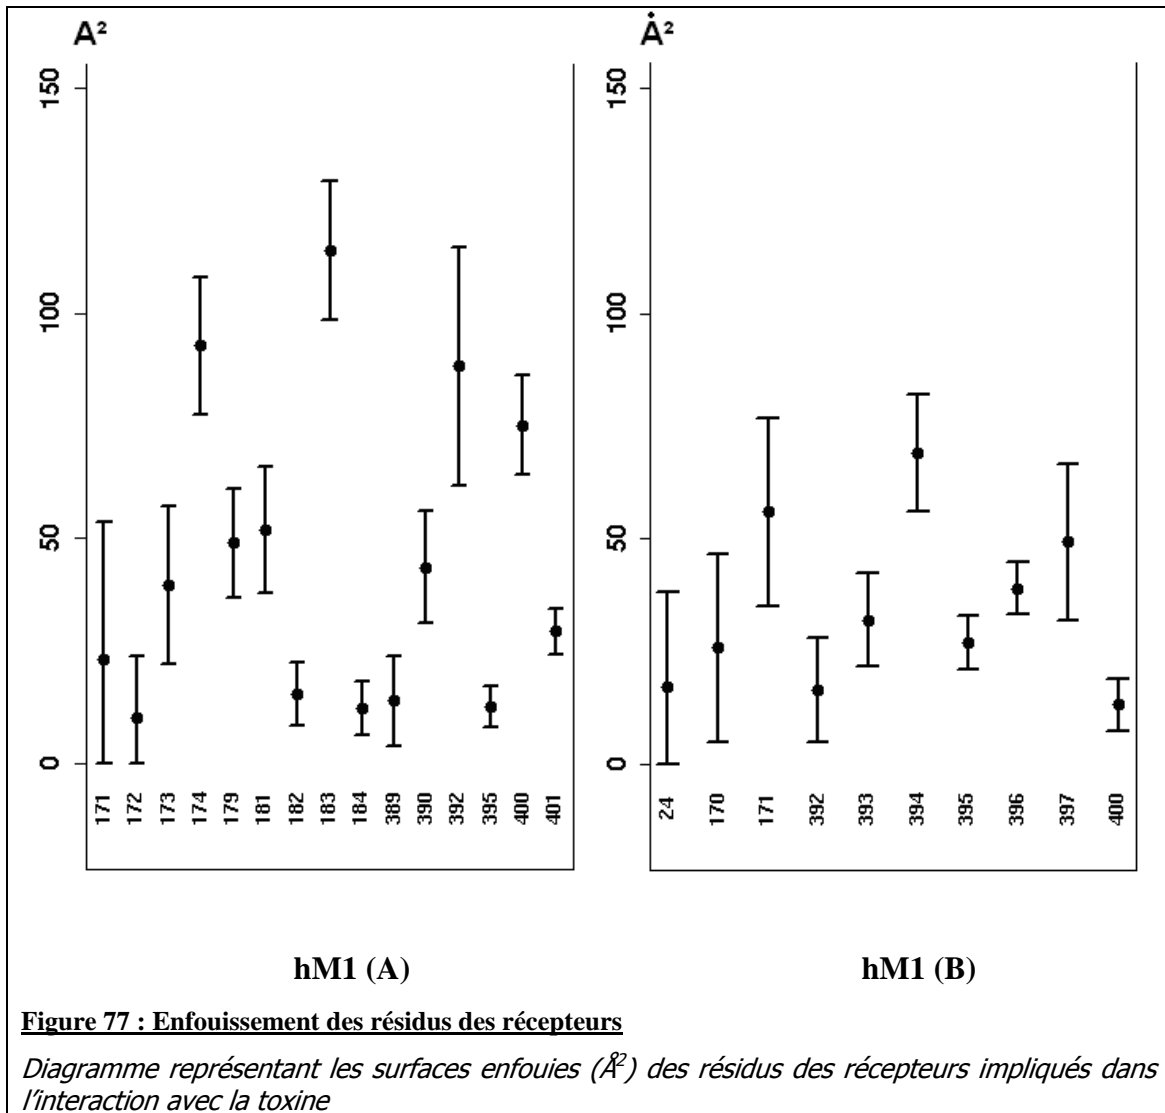 Å²
150
100
50
0
171 172 173 174 179 181 182 183 184 389 390 392 395 400 401
hM1 (A)
Å²
150
100
50
0
24 170 171 392 393 394 395 396 397 400
hM1 (B)
Figure 77 : Enfouissement des résidus des récepteurs
Diagramme représentant les surfaces enfouies (Å²) des résidus des récepteurs impliqués dans
l'interaction avec la toxine